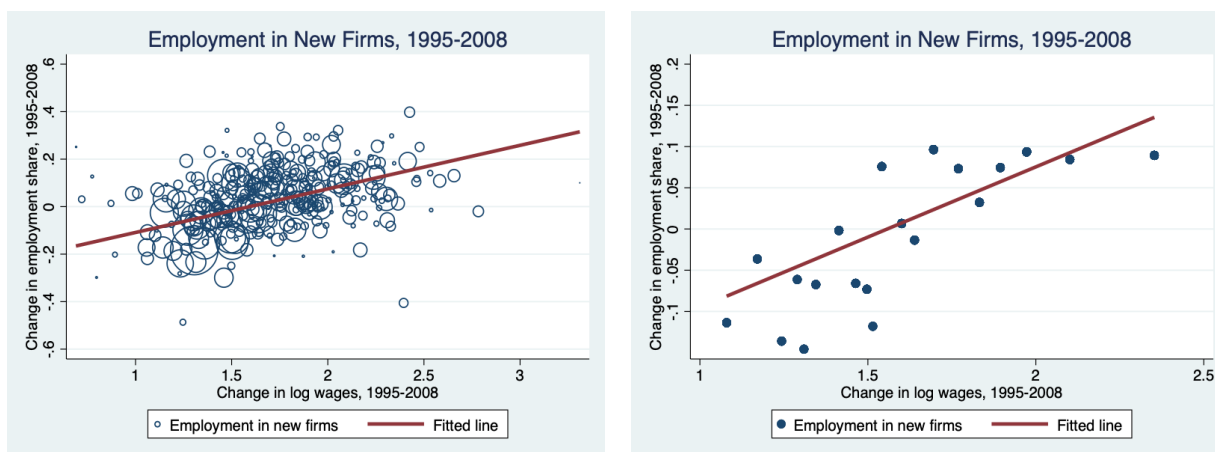 Employment in New Firms, 1995-2008
Change in employment share, 1995-2008
.6
.4
.2
0
-.2
-.4
-.6
1
1.5
2
2.5
3
Change in log wages, 1995-2008
Employment in new firms
Fitted line
Employment in New Firms, 1995-2008
Change in employment share, 1995-2008
.2
.15
.1
.05
0
-.05
-.1
1
1.5
2
2.5
Change in log wages, 1995-2008
Employment in new firms
Fitted line